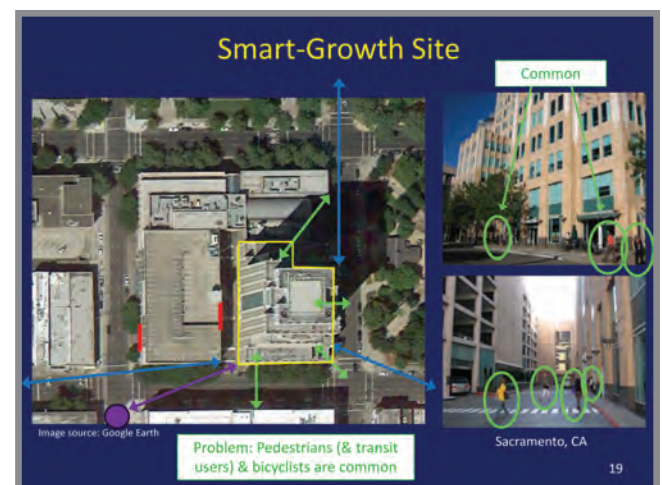 Smart-Growth Site
Common
Image source: Google Earth
Problem: Pedestrians (& transit
users) & bicyclists are common
Sacramento, CA
19